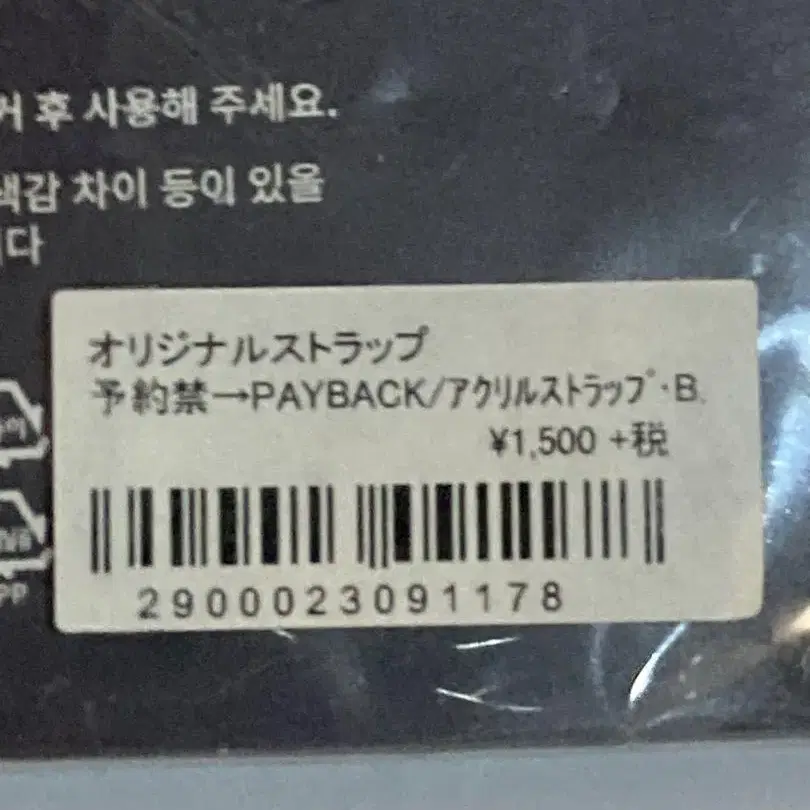 후 사용해 주세요.
색감 차이 등이 있을
다
オリジナルストラップ
予約禁→PAYBACK/ｱｸﾘﾙｽﾄﾗｯﾌﾟ･B.
¥1,500 +税
2900023091178